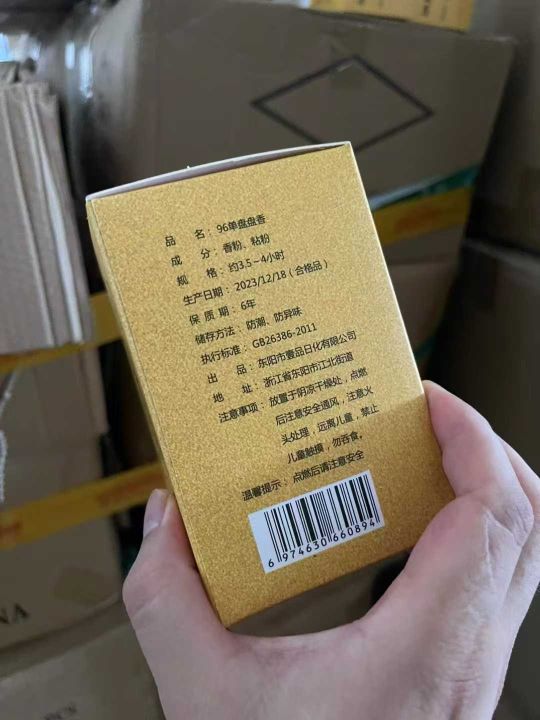 品 名：96单盘盘香
成 分：香粉、粘粉
规 格：约3.5～4小时
生产日期：2023/12/18（合格品）
保 质 期：6年
储存方法：防潮、防异味
执行标准：GB26386-2011
出 品：东阳市壹品日化有限公司
地 址：浙江省东阳市江北街道
注意事项：放置于阴凉干燥处，点燃
后注意安全通风，注意火
头处理，远离儿童，禁止
儿童触摸，勿吞食。
温馨提示：点燃后请注意安全
6 974630 660894